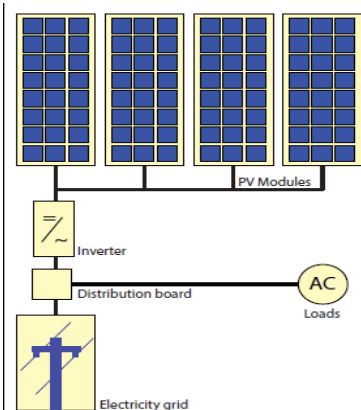 PV Modules
Inverter
Distribution board
AC
Loads
Electricity grid